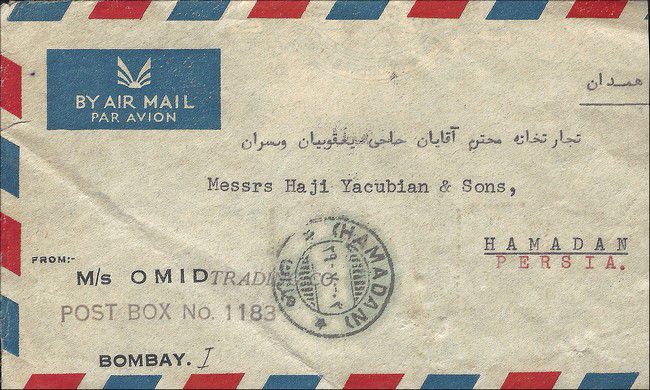 BY AIR MAIL
PAR AVION
همدان
تجارتخانه محترم آقایان حاجی یعقوبیان وپسران
Messrs Haji Yacubian & Sons,
HAMADAN
PERSIA.
FROM:-
M/s OMID TRADING CO.
POST BOX No. 1183
BOMBAY. I
(HAMADAN)